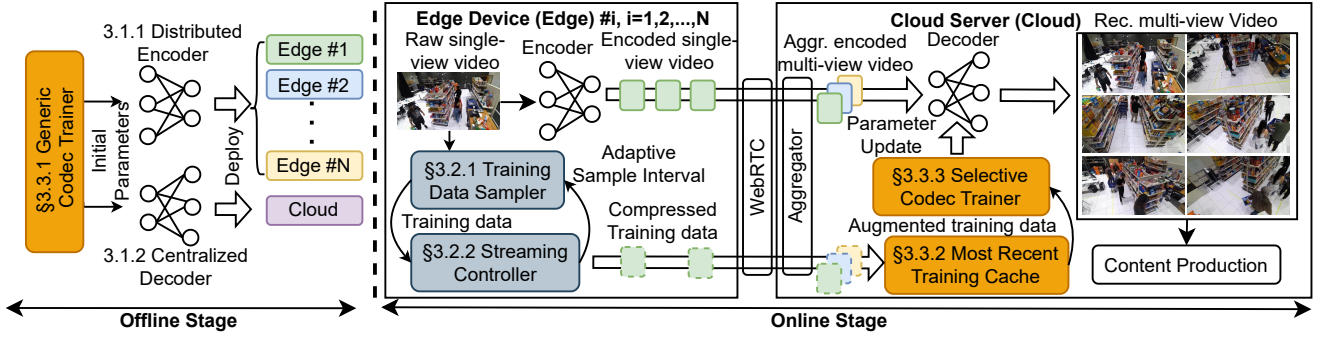 §3.3.1 Generic
Codec Trainer
Initial
Parameters
3.1.1 Distributed
Encoder
3.1.2 Centralized
Decoder
Deploy
Edge #1
Edge #2
Edge #N
Cloud
Offline Stage
Edge Device (Edge) #i, i=1,2,...,N
Raw single-
view video
Encoder
Encoded single-
view video
§3.2.1 Training
Data Sampler
Adaptive
Sample Interval
Training data
§3.2.2 Streaming
Controller
Compressed
Training data
WebRTC
Aggregator
Cloud Server (Cloud)
Aggr. encoded
multi-view video
Decoder
Rec. multi-view Video
Parameter
Update
§3.3.3 Selective
Codec Trainer
Augmented training data
§3.3.2 Most Recent
Training Cache
Content Production
Online Stage